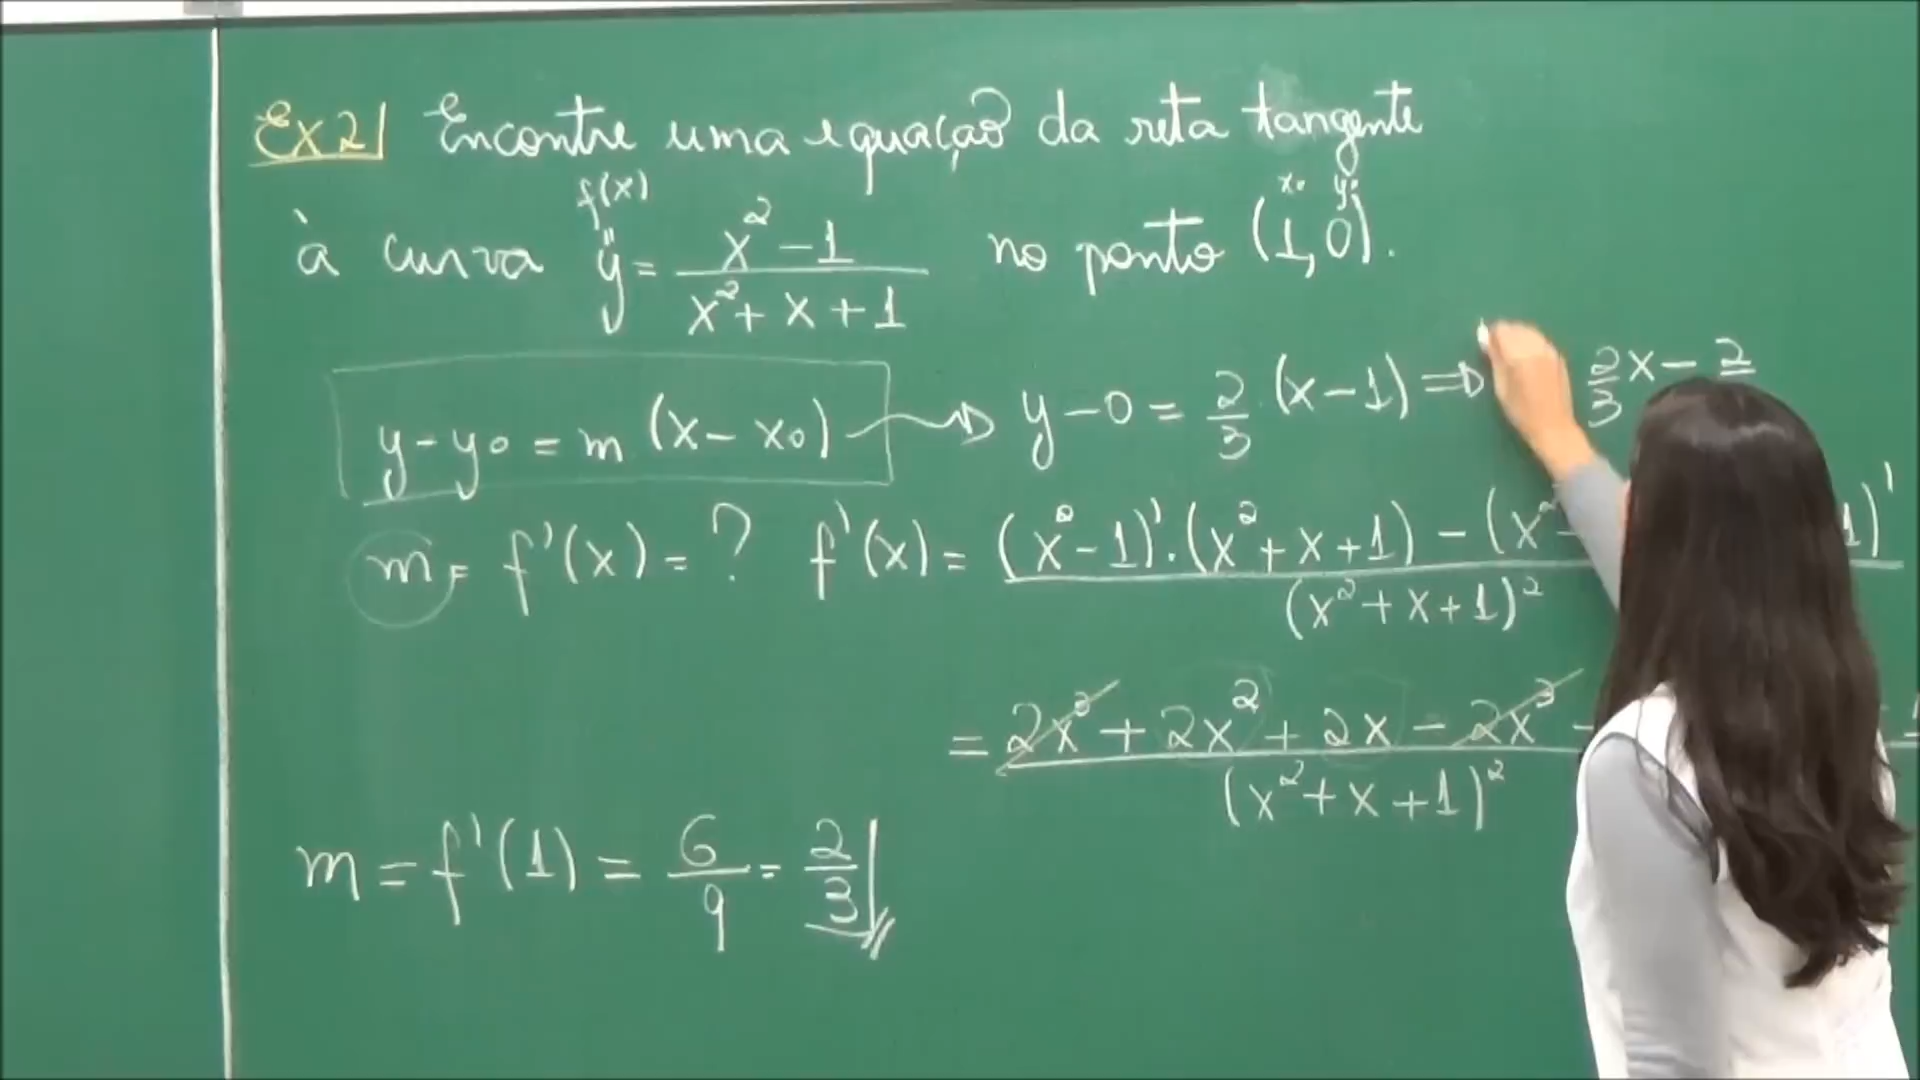 Ex2| Encontre uma equação da reta tangente
f(x) x₀ y₀
à curva y = (x² - 1)/(x² + x + 1) no ponto (1, 0).
y - y₀ = m (x - x₀) → y - 0 = 2/3 · (x - 1) ⇒ 2/3 x - 2
m = f'(x) = ? f'(x) = (x² - 1)' · (x² + x + 1) - (x² - 1)'
(x² + x + 1)²
= 2x³ + 2x² + 2x - 2x³ -
(x² + x + 1)²
m = f'(1) = 6/9 = 2/3